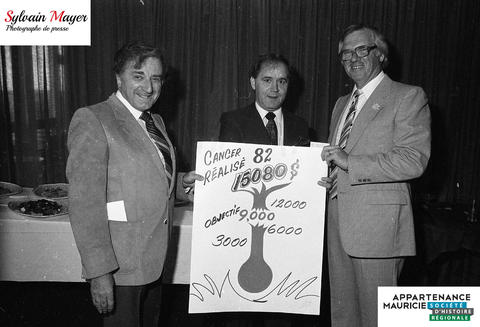 Sylvain Mayer
Photographe de presse
CANCER 82
RÉALISÉ 15080$
12000
OBJECTIF 9,000
6000
3000
APPARTENANCE
MAURICIE SOCIÉTÉ
D'HISTOIRE
RÉGIONALE